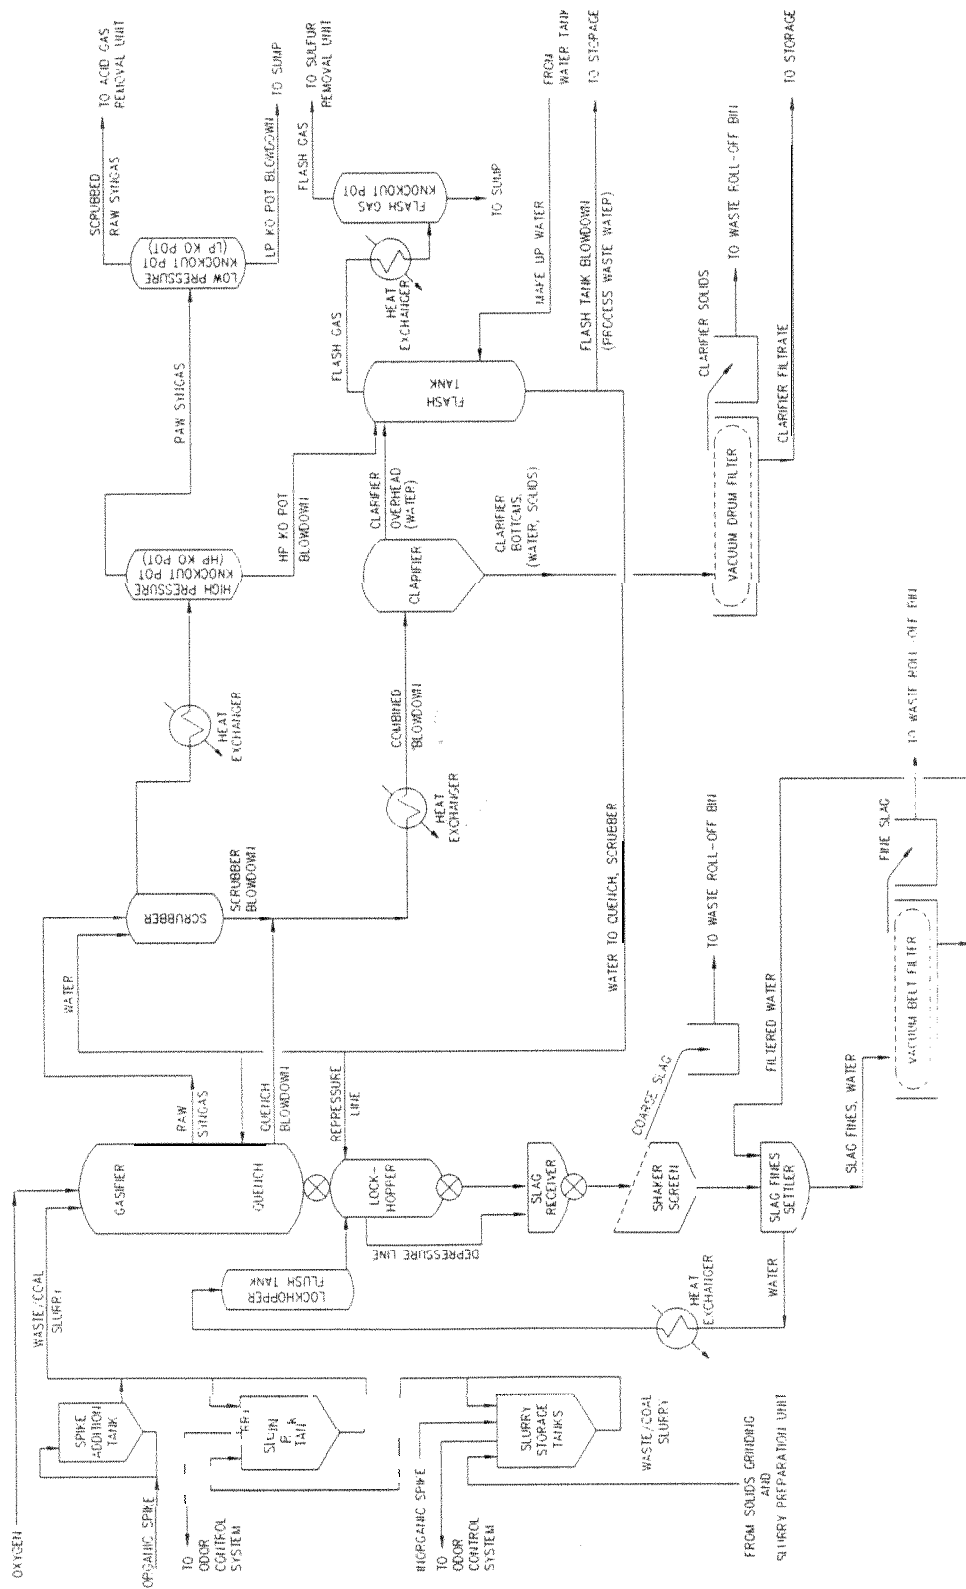 OXYGEN
WASTE/COAL
SLURRY
SPIKE
ADDITION
TANK
ORGANIC SPIKE
TO
ODOR
CONTROL
SYSTEM
INORGANIC SPIKE
TO
ODOR
CONTROL
SYSTEM
SLURRY
STORAGE
TANKS
WASTE/COAL
SLURRY
FROM SOLIDS GRINDING
AND
SLURRY PREPARATION UNIT
GASIFIER
QUENCH
RAW
SYNGAS
QUENCH
BLOWDOWN
WATER
SCRUBBER
SCRUBBER
BLOWDOWN
HEAT
EXCHANGER
HIGH PRESSURE
KNOCKOUT POT
(HP KO POT)
RAW SYNGAS
LOW PRESSURE
KNOCKOUT POT
(LP KO POT)
SCRUBBED
RAW SYNGAS
TO ACID GAS
REMOVAL UNIT
LP KO POT BLOWDOWN
TO SUMP
HP KO POT
BLOWDOWN
COMBINED
BLOWDOWN
HEAT
EXCHANGER
CLARIFIER
CLARIFIER
OVERHEAD
(WATER)
CLARIFIER
BOTTOMS,
(WATER, SOLIDS)
FLASH
TANK
FLASH GAS
HEAT
EXCHANGER
FLASH GAS
KNOCKOUT POT
FLASH GAS
TO SULFUR
REMOVAL UNIT
TO SUMP
MAKE UP WATER
FROM
WATER TANK
FLASH TANK BLOWDOWN
(PROCESS WASTE WATER)
TO STORAGE
WATER TO QUENCH, SCRUBBER
VACUUM DRUM FILTER
CLARIFIER SOLIDS
TO WASTE ROLL-OFF BIN
CLARIFIER FILTRATE
TO STORAGE
REPRESSURE
LINE
LOCK-
HOPPER
LOCKHOPPER
FLUSH TANK
DEPRESSURE LINE
SLAG
RECEIVER
SHAKER
SCREEN
COARSE SLAG
TO WASTE ROLL-OFF BIN
SLAG FINES
SETTLER
WATER
HEAT
EXCHANGER
FILTERED WATER
SLAG FINES, WATER
VACUUM BELT FILTER
FINE SLAG
TO WASTE ROLL-OFF BIN